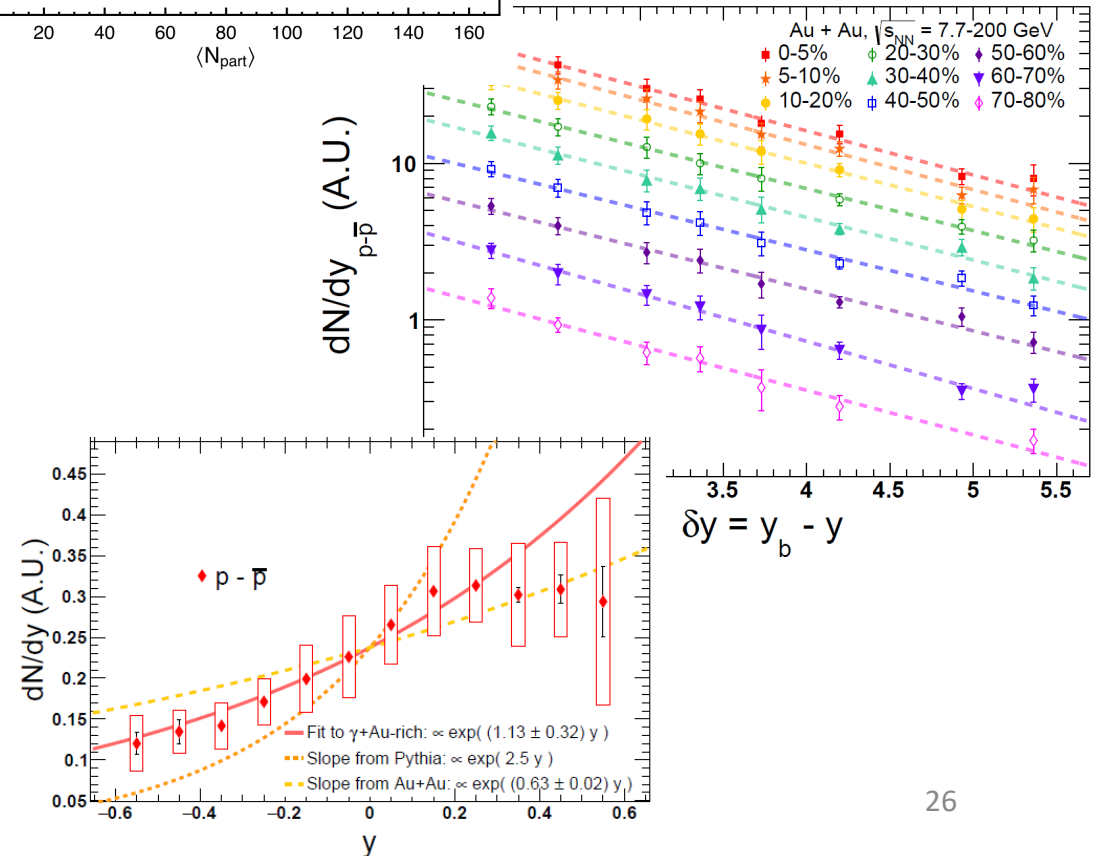 20 40 60 80 100 120 140 160
⟨N_part⟩
Au + Au, √s_NN = 7.7-200 GeV
0-5% 20-30% 50-60%
5-10% 30-40% 60-70%
10-20% 40-50% 70-80%
10
1
dN/dy p-p̅ (A.U.)
3.5 4 4.5 5 5.5
δy = y_b - y
0.45
0.4
0.35
0.3
0.25
0.2
0.15
0.1
0.05
dN/dy (A.U.)
p - p̅
Fit to γ+Au-rich: ∝ exp( (1.13 ± 0.32) y )
Slope from Pythia: ∝ exp( 2.5 y )
Slope from Au+Au: ∝ exp( (0.63 ± 0.02) y )
−0.6 −0.4 −0.2 0 0.2 0.4 0.6
y
26